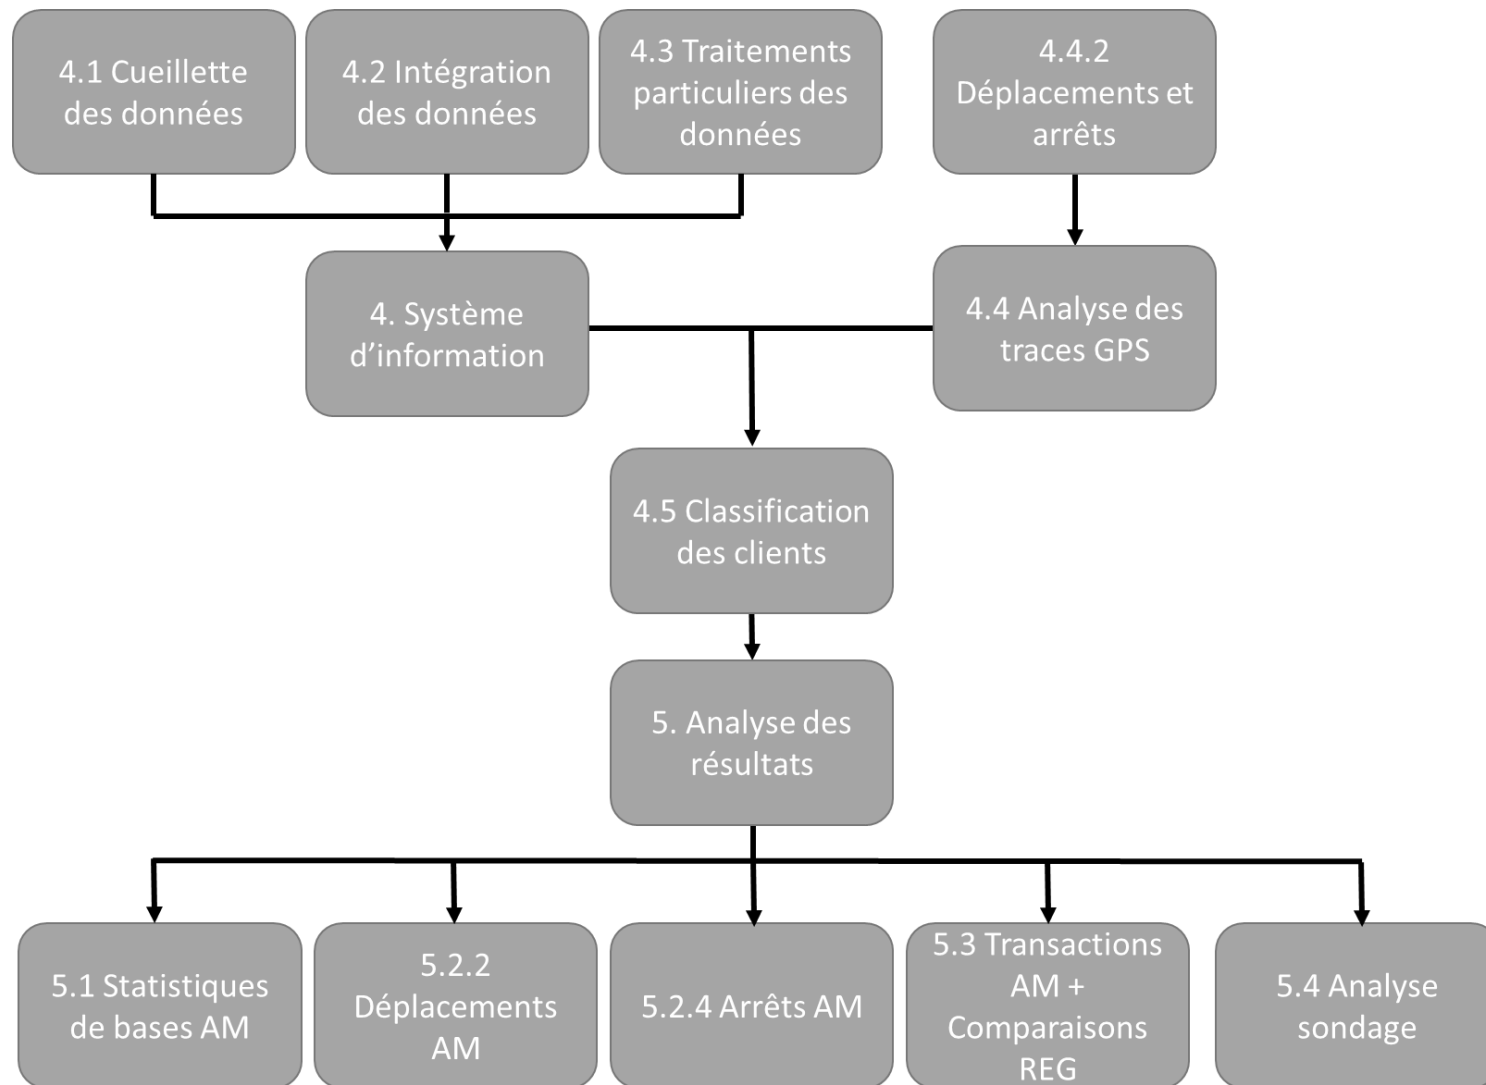 4.1 Cueillette
des données
4.2 Intégration
des données
4.3 Traitements
particuliers des
données
4.4.2
Déplacements et
arrêts
4. Système
d’information
4.4 Analyse des
traces GPS
4.5 Classification
des clients
5. Analyse des
résultats
5.1 Statistiques
de bases AM
5.2.2
Déplacements
AM
5.2.4 Arrêts AM
5.3 Transactions
AM +
Comparaisons
REG
5.4 Analyse
sondage